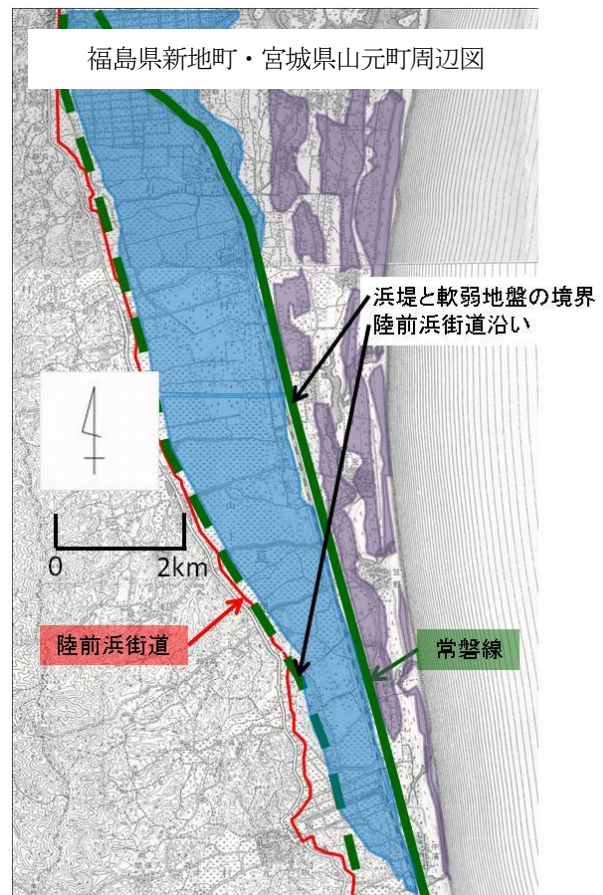 福島県新地町・宮城県山元町周辺図
浜堤と軟弱地盤の境界
陸前浜街道沿い
0 2km
陸前浜街道
常磐線